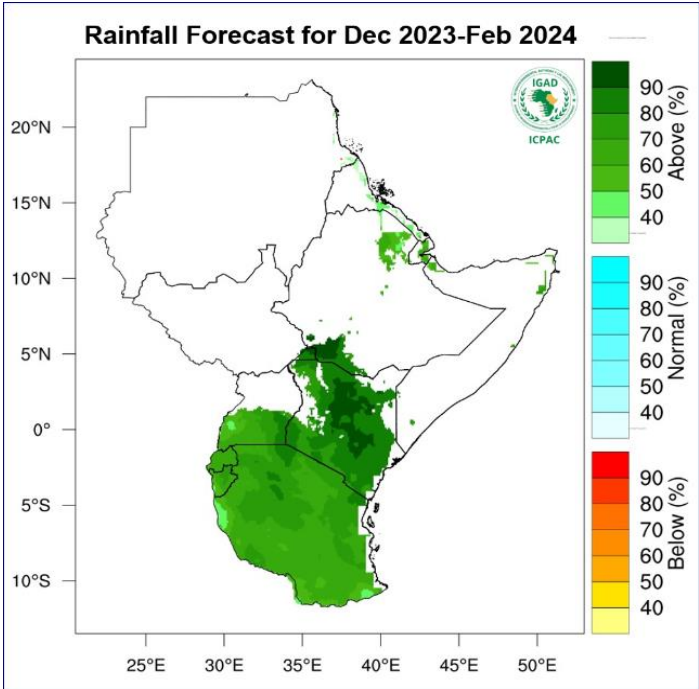 Rainfall Forecast for Dec 2023-Feb 2024
IGAD
ICPAC
20°N
15°N
10°N
5°N
0°
5°S
10°S
25°E
30°E
35°E
40°E
45°E
50°E
90
80
70
60
50
40
Above (%)
90
80
70
60
50
40
Normal (%)
90
80
70
60
50
40
Below (%)